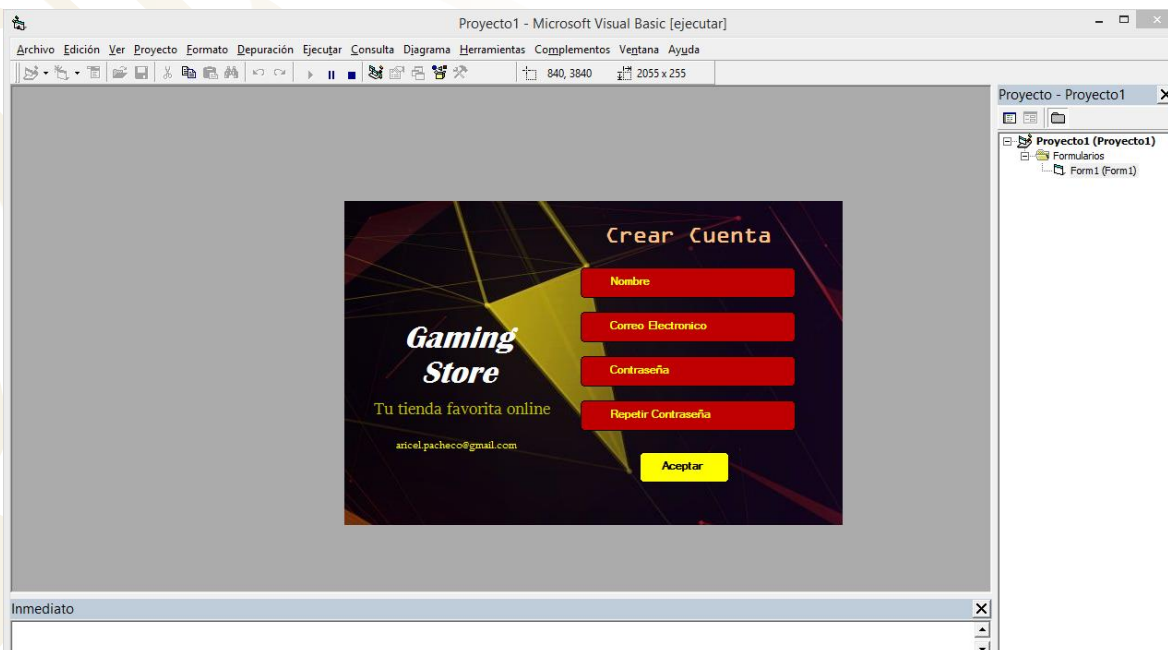 Proyecto1 - Microsoft Visual Basic [ejecutar]
Archivo Edición Ver Proyecto Formato Depuración Ejecutar Consulta Diagrama Herramientas Complementos Ventana Ayuda
840, 3840 2055 x 255
Proyecto - Proyecto1
Proyecto1 (Proyecto1)
Formularios
Form1 (Form1)
Crear Cuenta
Nombre
Correo Electronico
Contraseña
Repetir Contraseña
Aceptar
Gaming
Store
Tu tienda favorita online
aricel.pacheco@gmail.com
Inmediato